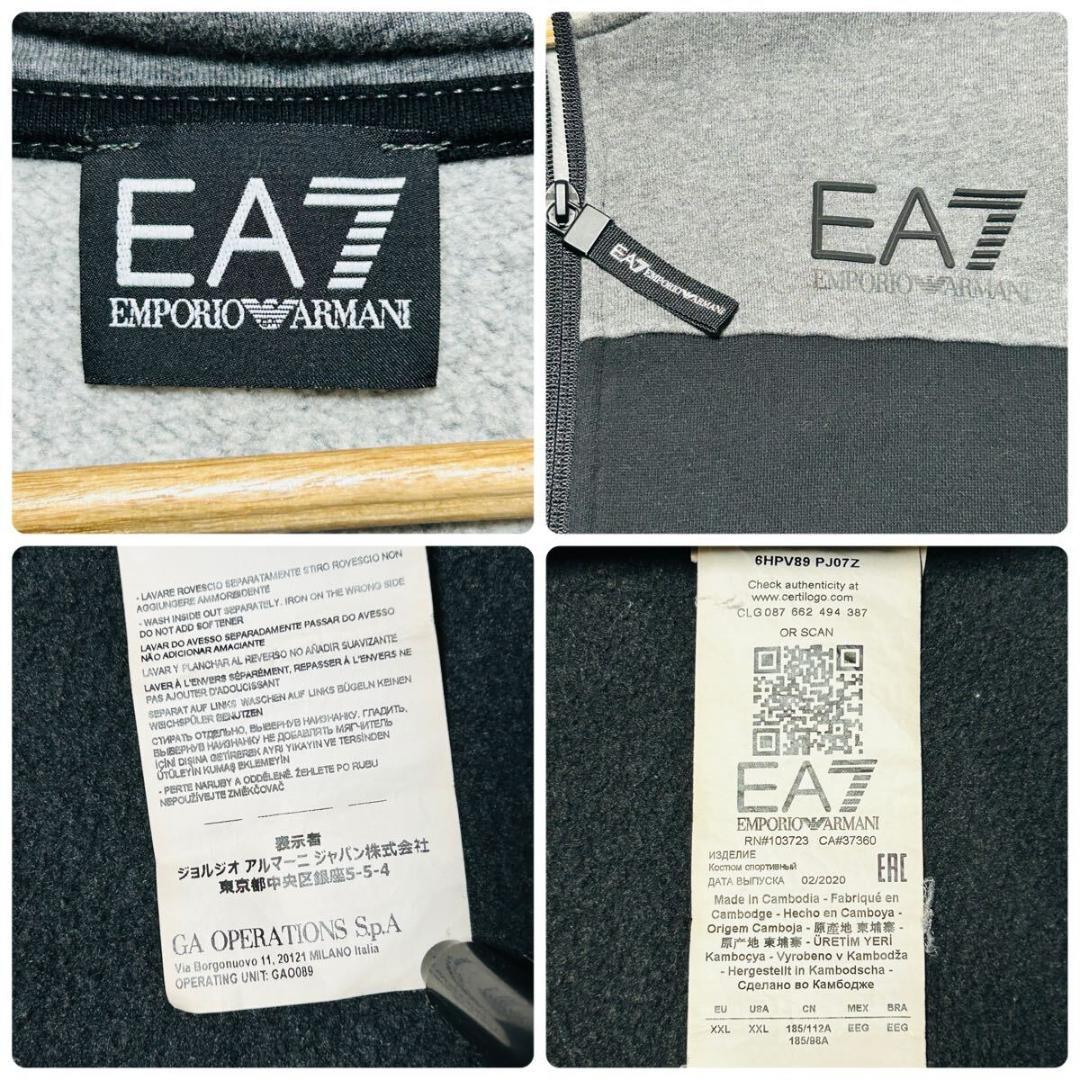 EA7
EMPORIO ARMANI
EA7
EMPORIO ARMANI
EA7 EMPORIO ARMANI
- LAVARE ROVESCIO SEPARATAMENTE STIRO ROVESCIO NON
AGGIUNGERE AMMORBIDENTE
- WASH INSIDE OUT SEPARATELY. IRON ON THE WRONG SIDE
DO NOT ADD SOFTENER
LAVAR DO AVESSO SEPARADAMENTE PASSAR DO AVESSO
NÃO ADICIONAR AMACIANTE
LAVAR Y PLANCHAR AL REVERSO NO AÑADIR SUAVIZANTE
LAVER À L'ENVERS SÉPARÉMENT, REPASSER À L'ENVERS NE
PAS AJOUTER D'ADOUCISSANT
SEPARAT AUF LINKS WASCHEN AUF LINKS BÜGELN KEINEN
WEICHSPÜLER BENUTZEN
СТИРАТЬ ОТДЕЛЬНО, ВЫВЕРНУВ НАИЗНАНКУ. ГЛАДИТЬ,
ВЫВЕРНУВ НАИЗНАНКУ НЕ ДОБАВЛЯТЬ МЯГЧИТЕЛЬ
İÇİNİ DIŞINA GETİREREK AYRI YIKAYIN VE TERSİNDEN
ÜTÜLEYİN KUMAŞ EKLEMEYİN
- PERTE NARUBY A ODDĚLENĚ. ŽEHLETE PO RUBU
NEPOUŽÍVEJTE ZMĚKČOVAČ
表示者
ジョルジオ アルマーニ ジャパン株式会社
東京都中央区銀座5-5-4
GA OPERATIONS S.p.A
Via Borgonuovo 11, 20121 MILANO Italia
OPERATING UNIT: GAO089
6HPV89 PJ07Z
Check authenticity at
www.certilogo.com
CLG 087 662 494 387
OR SCAN
EA7
EMPORIO ARMANI
RN#103723 CA#37360
ИЗДЕЛИЕ
Костюм спортивный
ДАТА ВЫПУСКА 02/2020
EAC
Made in Cambodia - Fabriqué en
Cambodge - Hecho en Camboya -
Origem Camboja - 原產地 柬埔寨 -
原产地 柬埔寨 - ÜRETİM YERİ
Kamboçya - Vyrobeno v Kambodža
- Hergestellt in Kambodscha -
Сделано во Камбодже
EU USA CN MEX BRA
XXL XXL 185/112A EEG EEG
185/98A